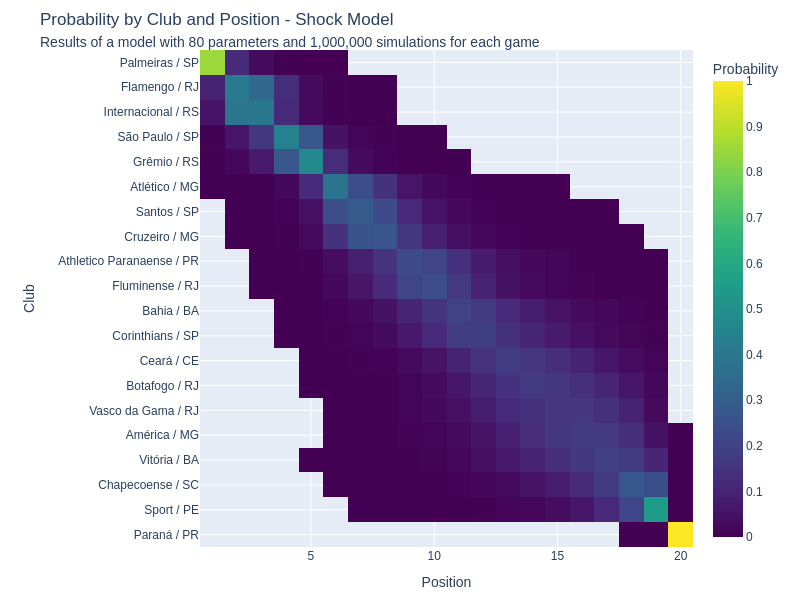 Probability by Club and Position - Shock Model
Results of a model with 80 parameters and 1,000,000 simulations for each game
Probability
Palmeiras / SP
Flamengo / RJ
Internacional / RS
São Paulo / SP
Grêmio / RS
Atlético / MG
Santos / SP
Cruzeiro / MG
Athletico Paranaense / PR
Fluminense / RJ
Bahia / BA
Corinthians / SP
Ceará / CE
Botafogo / RJ
Vasco da Gama / RJ
América / MG
Vitória / BA
Chapecoense / SC
Sport / PE
Paraná / PR
Club
5
10
15
20
Position
1
0.9
0.8
0.7
0.6
0.5
0.4
0.3
0.2
0.1
0